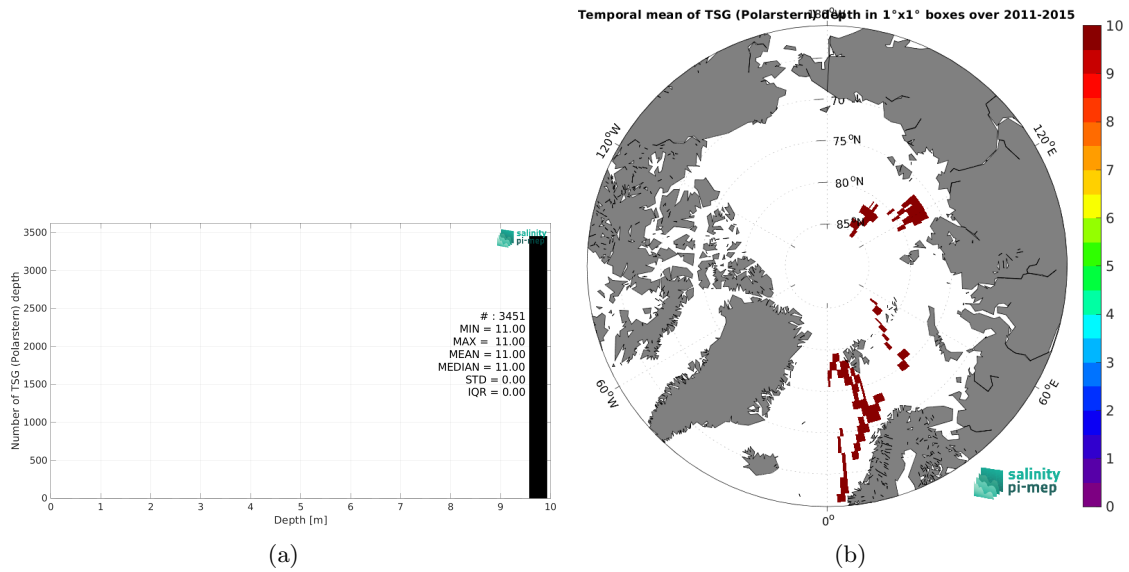 3500
3000
2500
2000
1500
1000
500
0
Number of TSG (Polarstern) depth
0 1 2 3 4 5 6 7 8 9 10
Depth [m]
salinity
pi-mep
# : 3451
MIN = 11.00
MAX = 11.00
MEAN = 11.00
MEDIAN = 11.00
STD = 0.00
IQR = 0.00
(a)
Temporal mean of TSG (Polarstern) depth in 1°x1° boxes over 2011-2015
180°W
120°W
120°E
70°N
75°N
80°N
85°N
60°W
60°E
0°
salinity
pi-mep
10
9
8
7
6
5
4
3
2
1
0
(b)